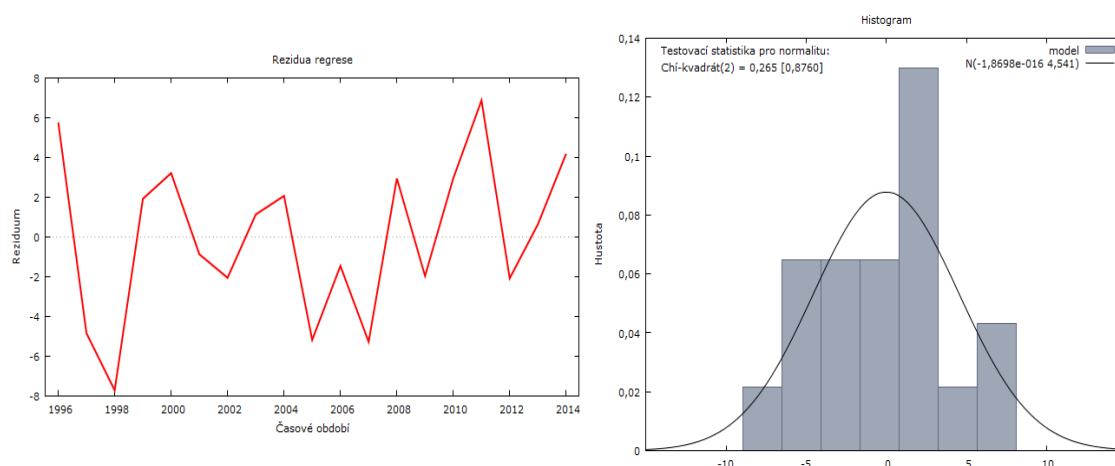 Rezidua regrese
Reziduum
8
6
4
2
0
-2
-4
-6
-8
1996 1998 2000 2002 2004 2006 2008 2010 2012 2014
Časové období
Histogram
Testovací statistika pro normalitu:
Chí-kvadrát(2) = 0,265 [0,8760]
model
N(-1,8698e-016 4,541)
Hustota
0,14
0,12
0,1
0,08
0,06
0,04
0,02
0
-10 -5 0 5 10